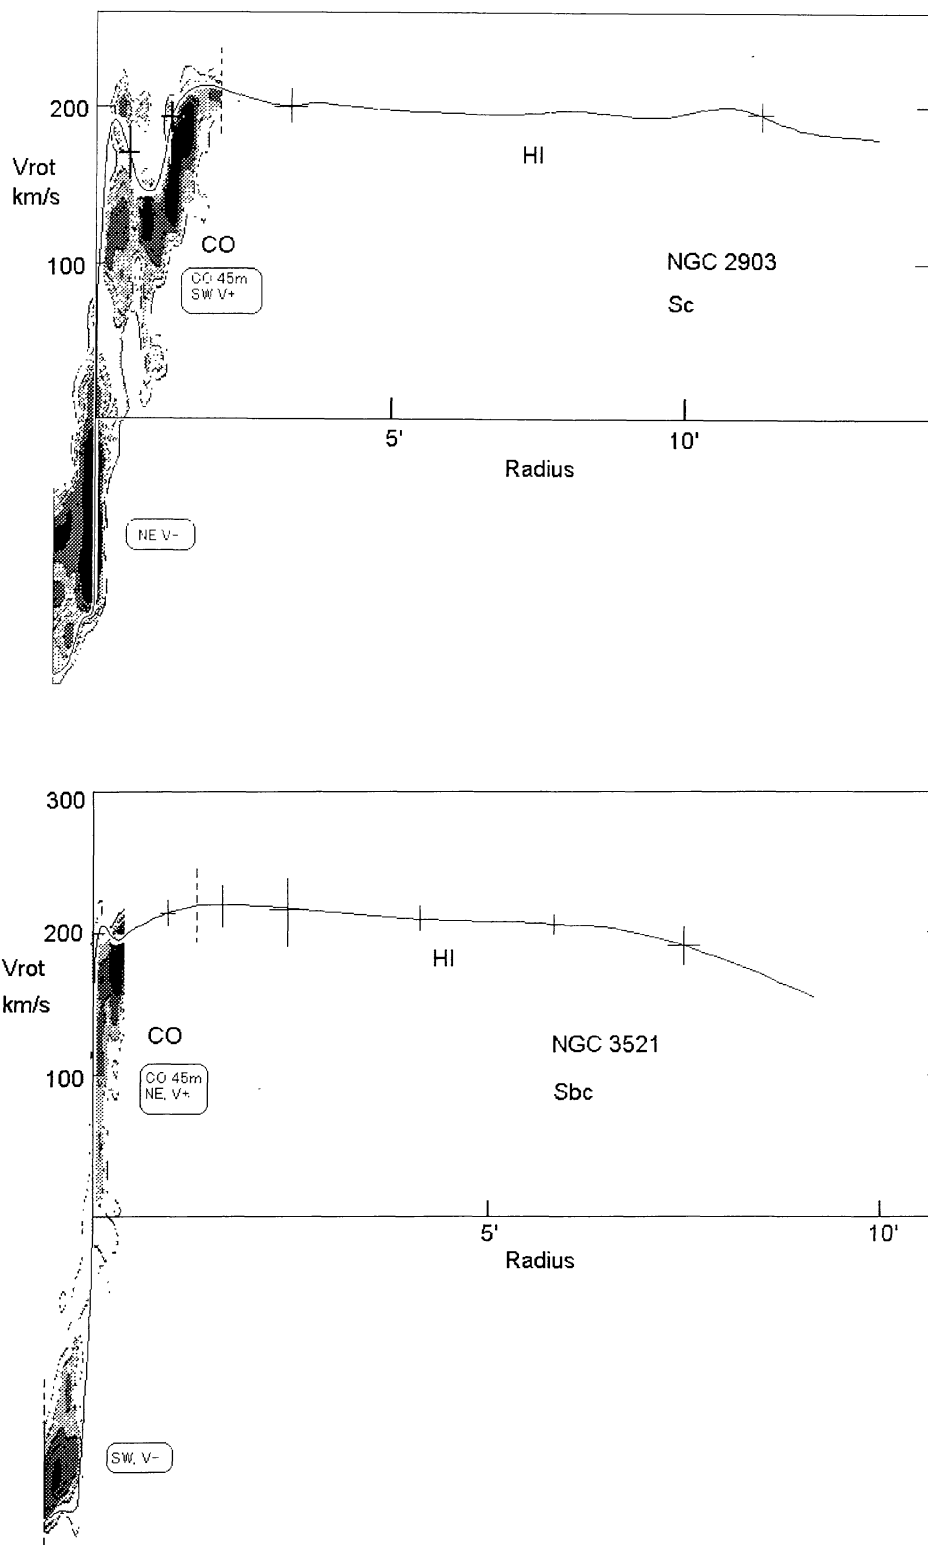 200
Vrot
km/s
HI
CO
NGC 2903
100
CO 45m
SW V+
Sc
5'
10'
Radius
NE V-
300
200
Vrot
HI
km/s
CO
NGC 3521
CO 45m
NE, V+
100
Sbc
5'
10'
Radius
SW, V-